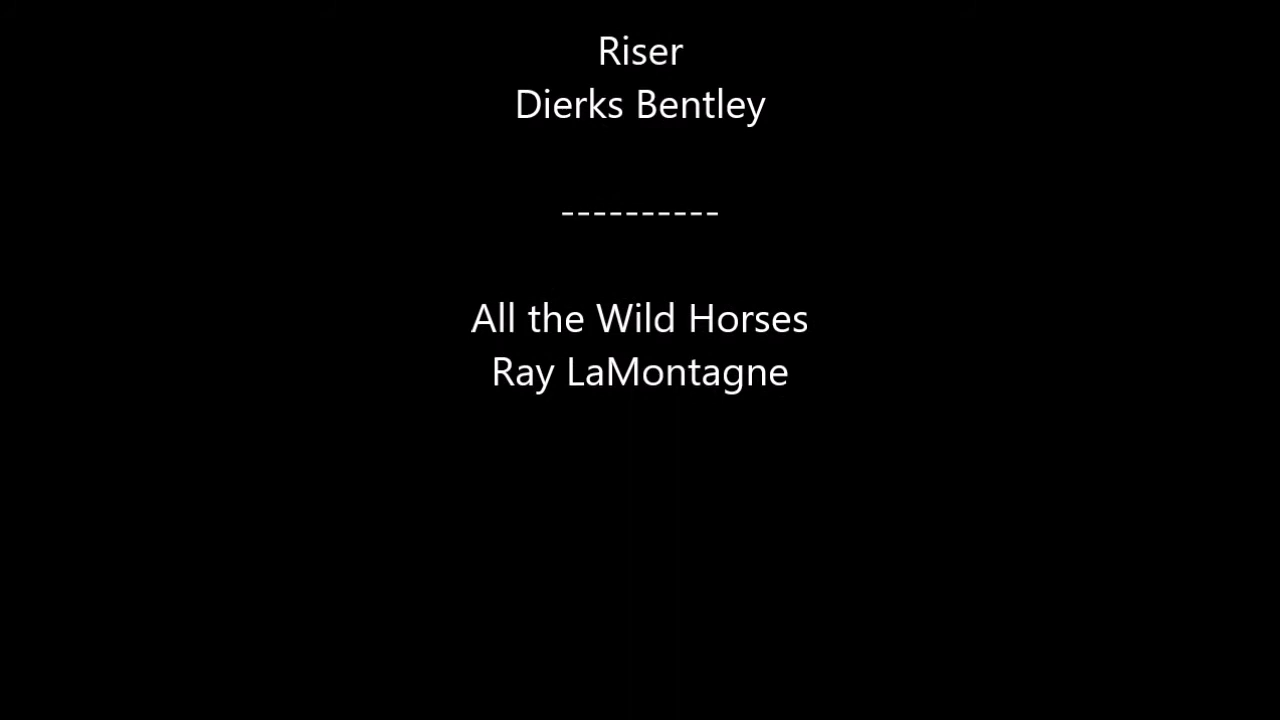 Riser
Dierks Bentley
----------
All the Wild Horses
Ray LaMontagne